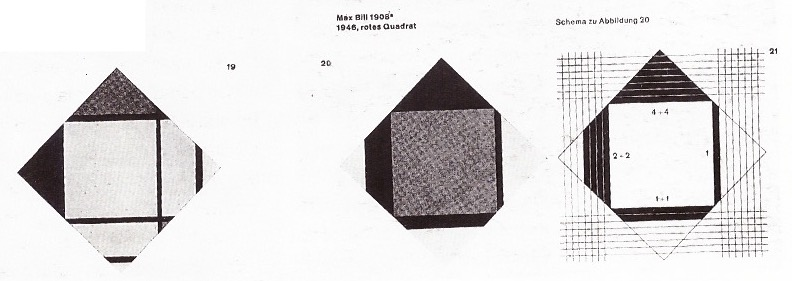 Max Bill 1908*
1946, rotes Quadrat
Schema zu Abbildung 20
19
20
21
4+4
2-2
1
1+1